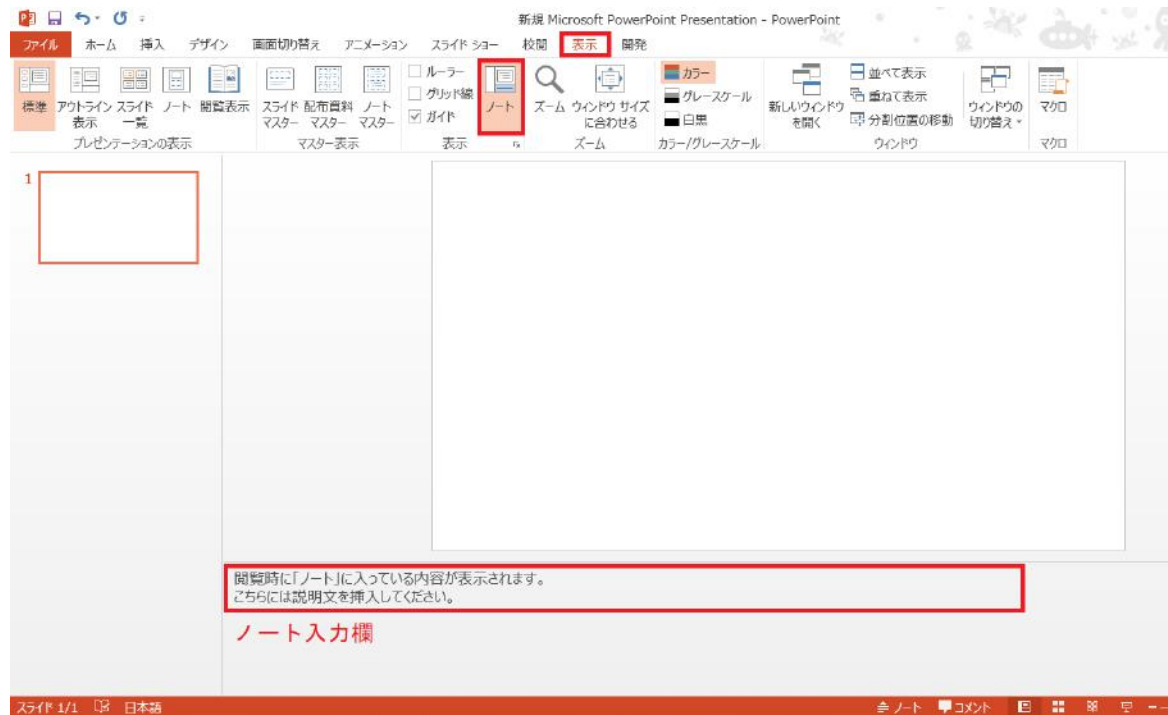 新規 Microsoft PowerPoint Presentation - PowerPoint
ファイル ホーム 挿入 デザイン 画面切り替え アニメーション スライド ショー 校閲 表示 開発
標準
アウトライン
表示
スライド
一覧
ノート
閲覧表示
プレゼンテーションの表示
スライド
マスター
配布資料
マスター
ノート
マスター
マスター表示
ルーラー
グリッド線
ガイド
ノート
表示
ズーム
ウィンドウ サイズ
に合わせる
ズーム
カラー
グレースケール
白黒
カラー/グレースケール
新しいウィンドウ
を開く
並べて表示
重ねて表示
分割位置の移動
ウィンドウの
切り替え
ウィンドウ
マクロ
マクロ
1
閲覧時に「ノート」に入っている内容が表示されます。
こちらには説明文を挿入してください。
ノート入力欄
スライド 1/1 日本語 ノート コメント